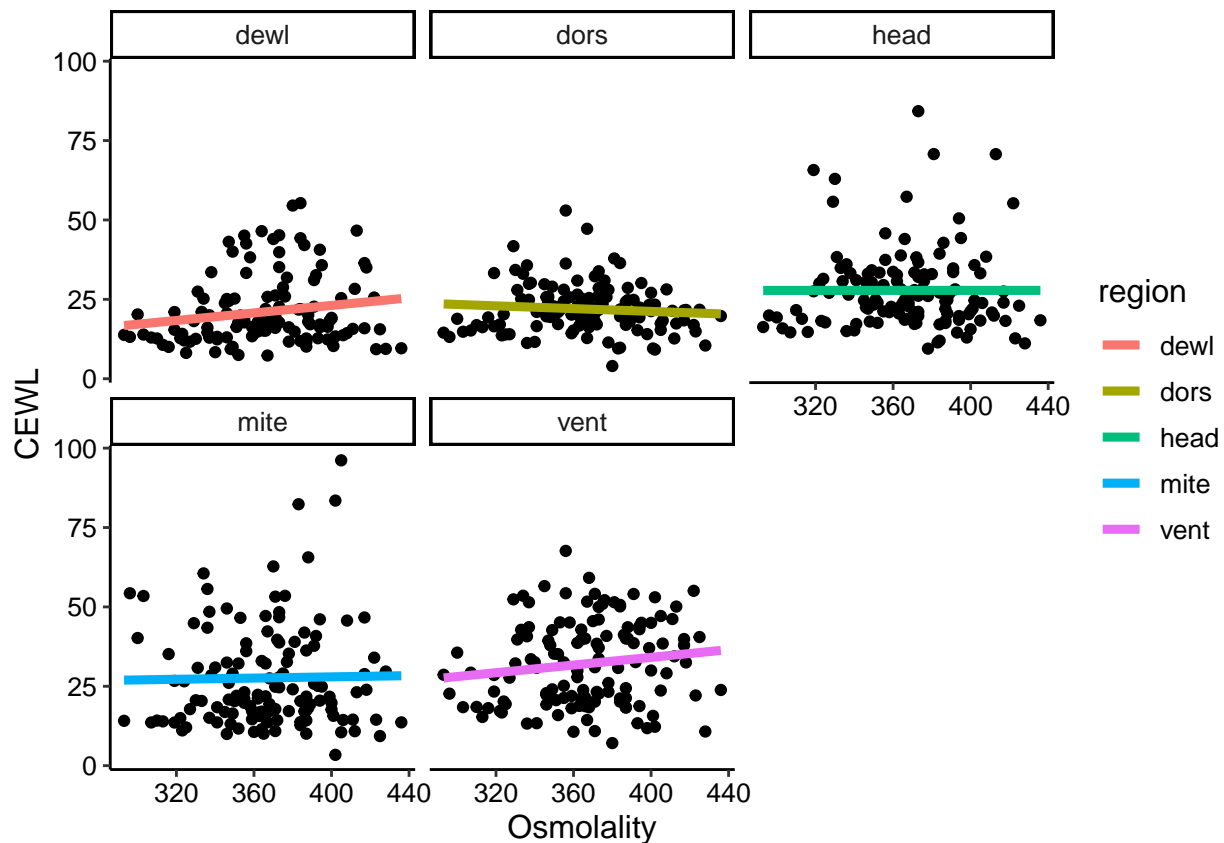 dewl dors head
100
75
50
25
0
320 360 400 440
mite vent
100
75
50
25
0
320 360 400 440
320 360 400 440
CEWL
Osmolality
region
dewl
dors
head
mite
vent